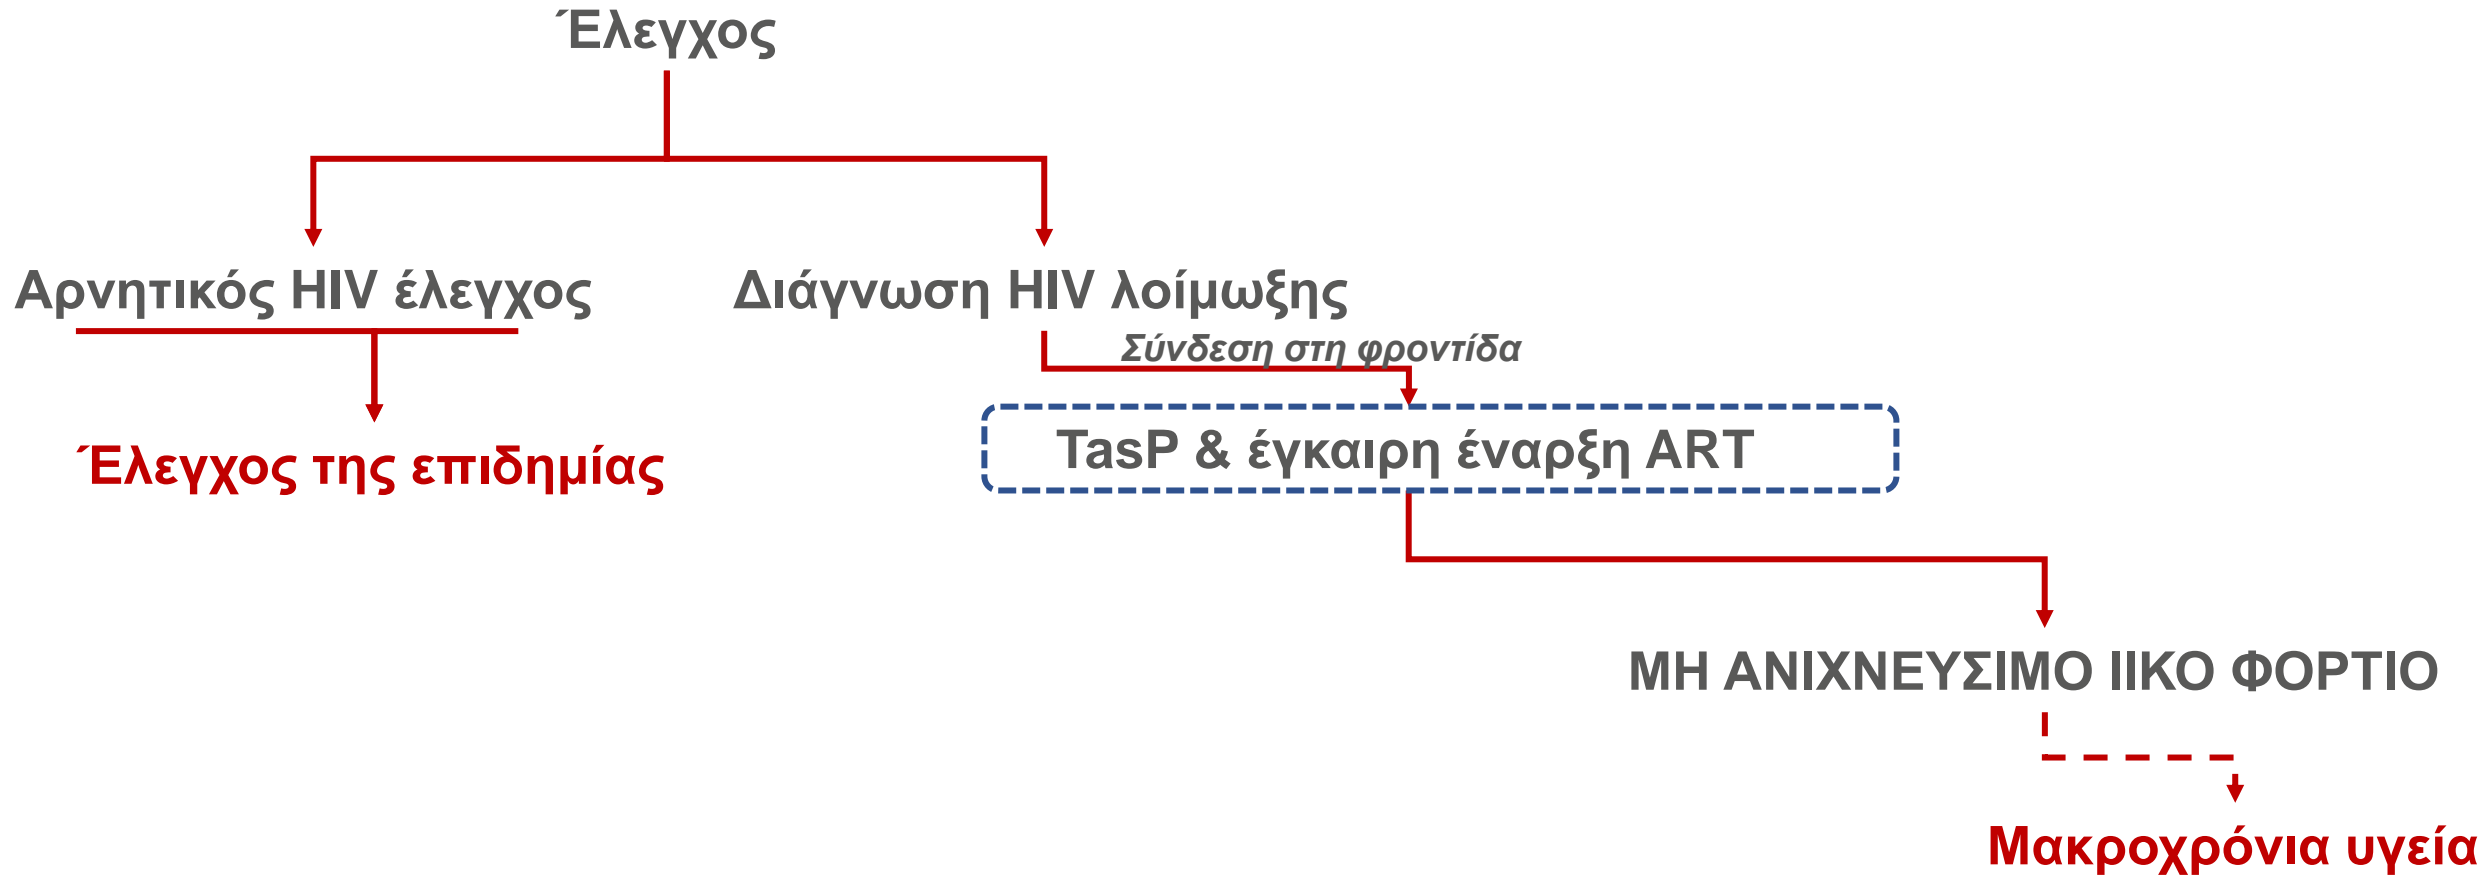 Έλεγχος
Αρνητικός HIV έλεγχος
Διάγνωση HIV λοίμωξης
Σύνδεση στη φροντίδα
Έλεγχος της επιδημίας
TasP & έγκαιρη έναρξη ART
ΜΗ ΑΝΙΧΝΕΥΣΙΜΟ ΙΙΚΟ ΦΟΡΤΙΟ
Μακροχρόνια υγεία